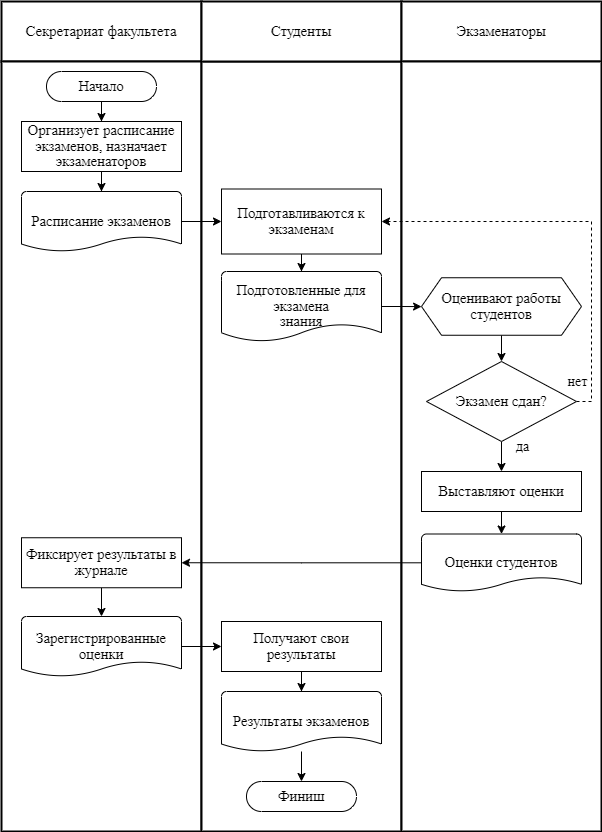 Секретариат факультета
Студенты
Экзаменаторы
Начало
Организует расписание
экзаменов, назначает
экзаменаторов
Расписание экзаменов
Подготавливаются к
экзаменам
Подготовленные для
экзамена
знания
Оценивают работы
студентов
нет
Экзамен сдан?
да
Выставляют оценки
Оценки студентов
Фиксирует результаты в
журнале
Зарегистрированные
оценки
Получают свои
результаты
Результаты экзаменов
Финиш